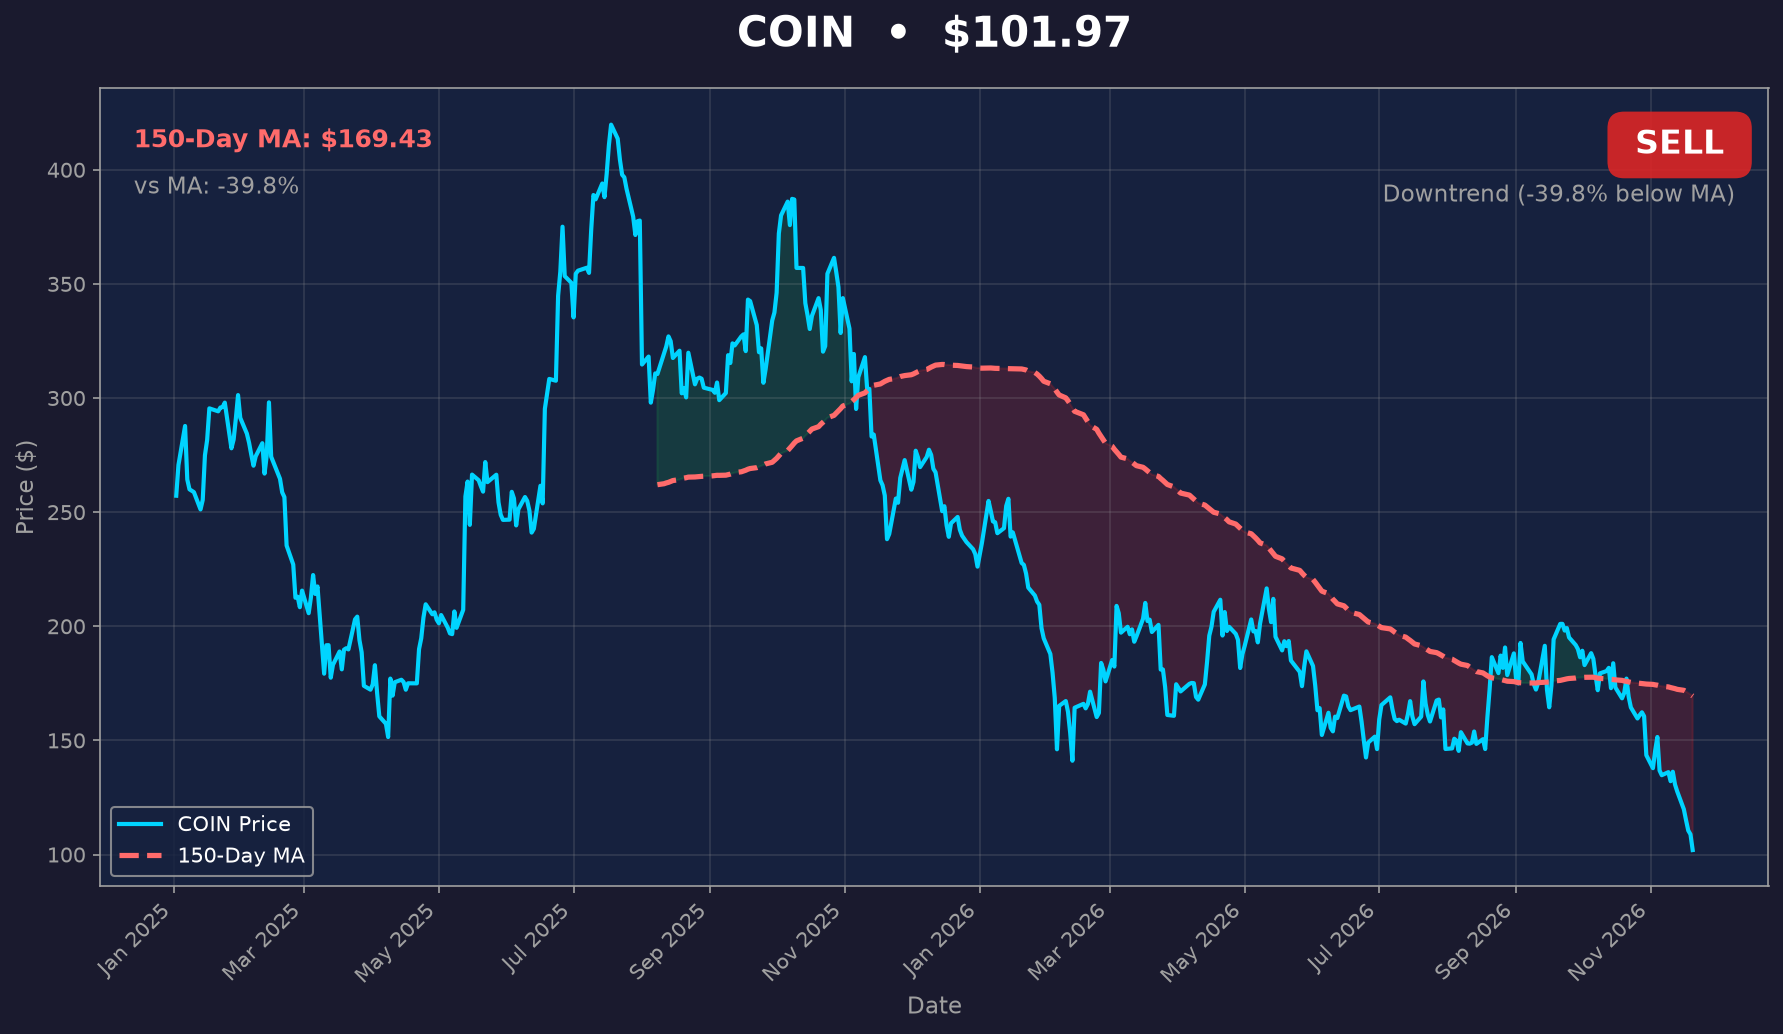 COIN • $101.97
150-Day MA: $169.43
vs MA: -39.8%
SELL
Downtrend (-39.8% below MA)
Price ($)
400
350
300
250
200
150
100
COIN Price
150-Day MA
Jan 2025
Mar 2025
May 2025
Jul 2025
Sep 2025
Nov 2025
Jan 2026
Mar 2026
May 2026
Jul 2026
Sep 2026
Nov 2026
Date